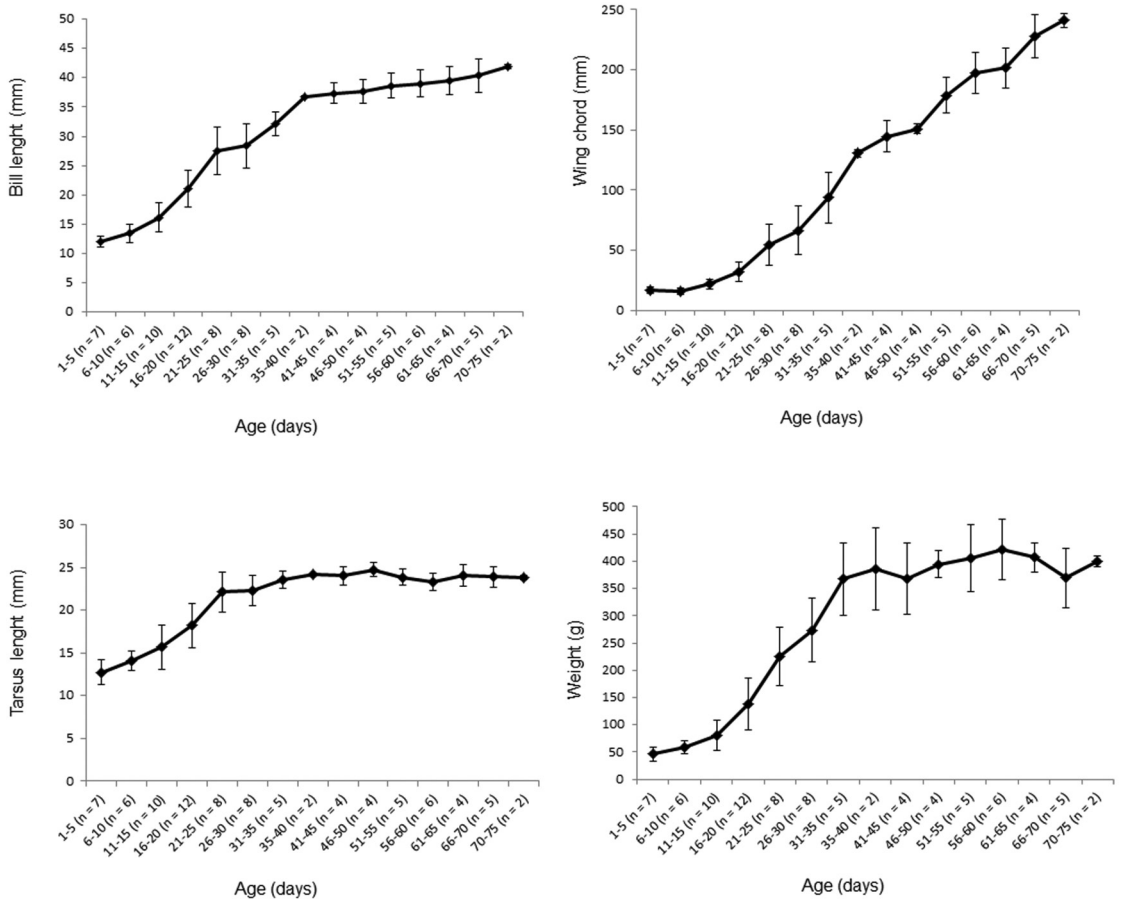 Bill lenght (mm)
50
45
40
35
30
25
20
15
10
5
0
1-5 (n = 7)
6-10 (n = 6)
11-15 (n = 10)
16-20 (n = 12)
21-25 (n = 8)
26-30 (n = 8)
31-35 (n = 5)
35-40 (n = 2)
41-45 (n = 4)
46-50 (n = 4)
51-55 (n = 5)
56-60 (n = 6)
61-65 (n = 4)
66-70 (n = 5)
70-75 (n = 2)
Age (days)
Wing chord (mm)
250
200
150
100
50
0
1-5 (n = 7)
6-10 (n = 6)
11-15 (n = 10)
16-20 (n = 12)
21-25 (n = 8)
26-30 (n = 8)
31-35 (n = 5)
35-40 (n = 2)
41-45 (n = 4)
46-50 (n = 4)
51-55 (n = 5)
56-60 (n = 6)
61-65 (n = 4)
66-70 (n = 5)
70-75 (n = 2)
Age (days)
Tarsus lenght (mm)
30
25
20
15
10
5
0
1-5 (n = 7)
6-10 (n = 6)
11-15 (n = 10)
16-20 (n = 12)
21-25 (n = 8)
26-30 (n = 8)
31-35 (n = 5)
35-40 (n = 2)
41-45 (n = 4)
46-50 (n = 4)
51-55 (n = 5)
56-60 (n = 6)
61-65 (n = 4)
66-70 (n = 5)
70-75 (n = 2)
Age (days)
Weight (g)
500
450
400
350
300
250
200
150
100
50
0
1-5 (n = 7)
6-10 (n = 6)
11-15 (n = 10)
16-20 (n = 12)
21-25 (n = 8)
26-30 (n = 8)
31-35 (n = 5)
35-40 (n = 2)
41-45 (n = 4)
46-50 (n = 4)
51-55 (n = 5)
56-60 (n = 6)
61-65 (n = 4)
66-70 (n = 5)
70-75 (n = 2)
Age (days)